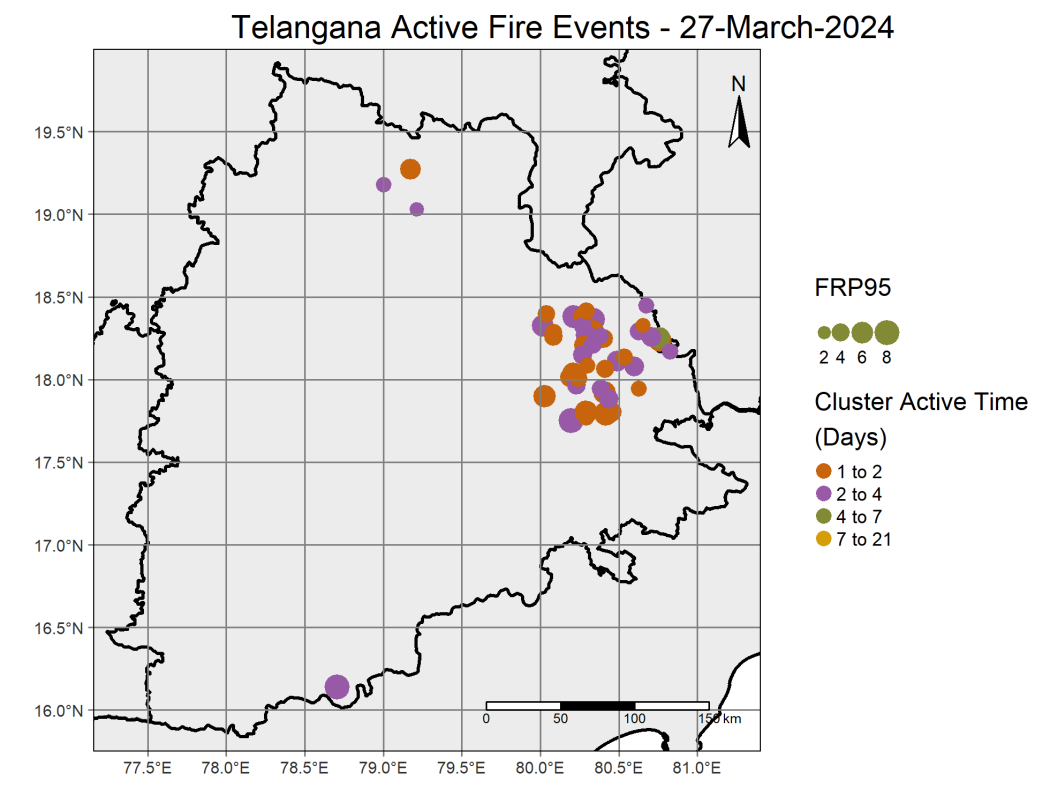 Telangana Active Fire Events - 27-March-2024
N
19.5°N
19.0°N
18.5°N
18.0°N
17.5°N
17.0°N
16.5°N
16.0°N
0 50 100 150 km
77.5°E 78.0°E 78.5°E 79.0°E 79.5°E 80.0°E 80.5°E 81.0°E
FRP95
2 4 6 8
Cluster Active Time
(Days)
1 to 2
2 to 4
4 to 7
7 to 21